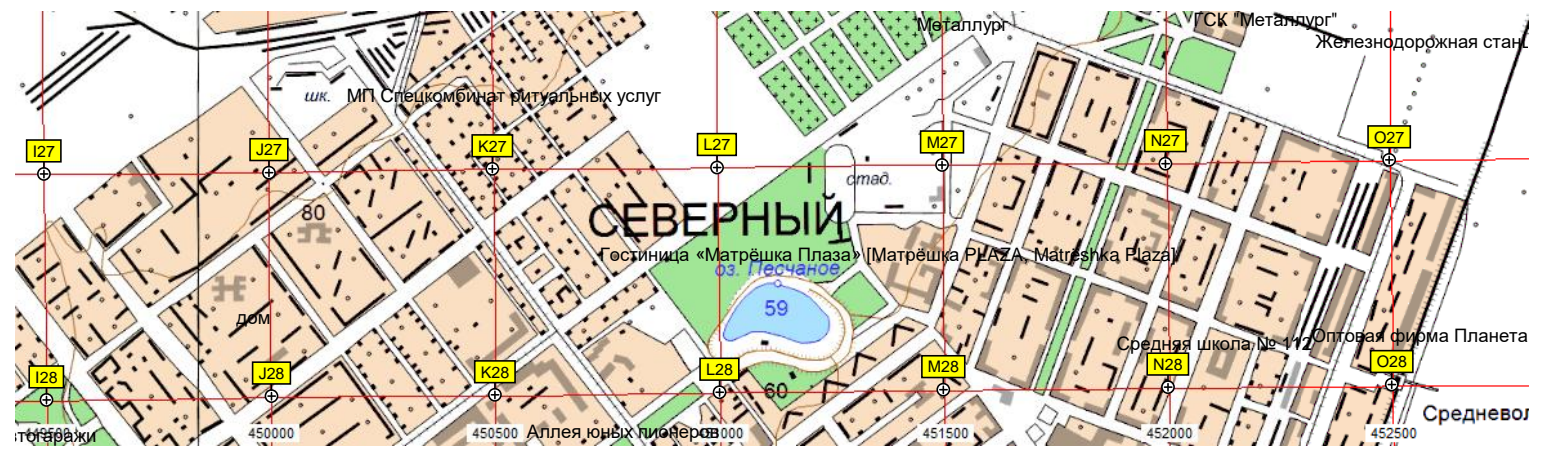 Металлург
ГСК "Металлург"
Железнодорожная стан
шк.
МП Спецкомбинат ритуальных услуг
I27
J27
K27
L27
M27
N27
O27
стад.
80
СЕВЕРНЫЙ
Гостиница «Матрёшка Плаза» [Матрёшка PLAZA, Matreshka Plaza]
оз. Песчаное
59
дом
Средняя школа № 112
Оптовая фирма Планета
I28
J28
K28
L28
M28
N28
O28
60
Средневол
тогаражи
450000
450500
Аллея юных пионеров
451500
452000
452500